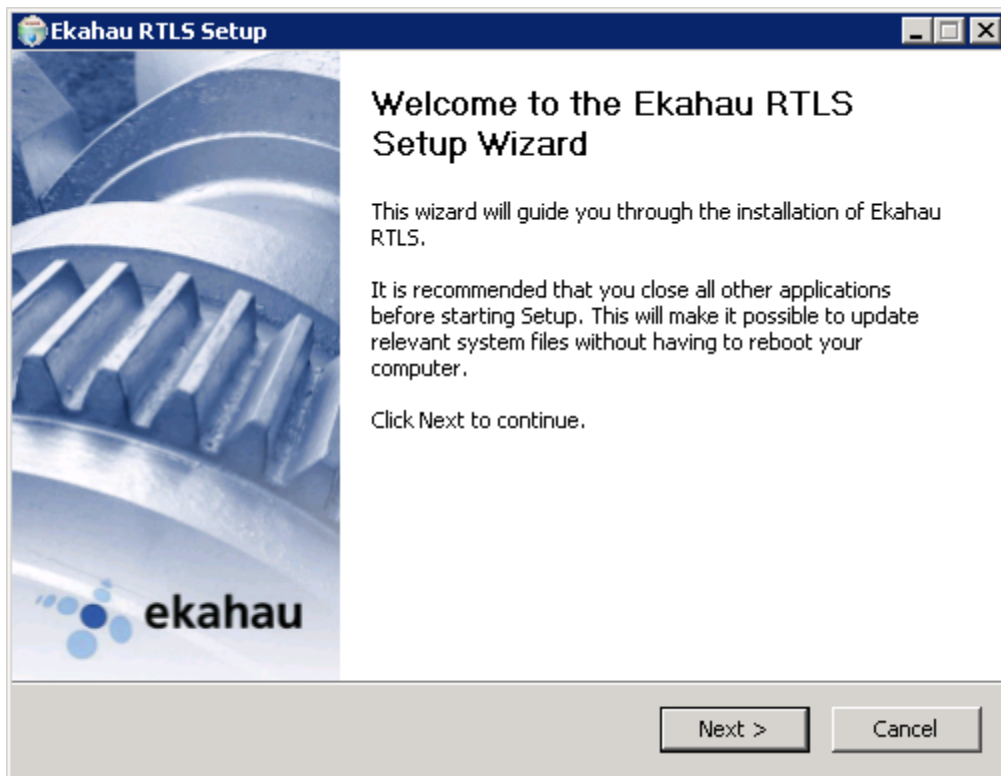 Ekahau RTLS Setup
Welcome to the Ekahau RTLS
Setup Wizard
This wizard will guide you through the installation of Ekahau
RTLS.
It is recommended that you close all other applications
before starting Setup. This will make it possible to update
relevant system files without having to reboot your
computer.
Click Next to continue.
ekahau
Next >
Cancel